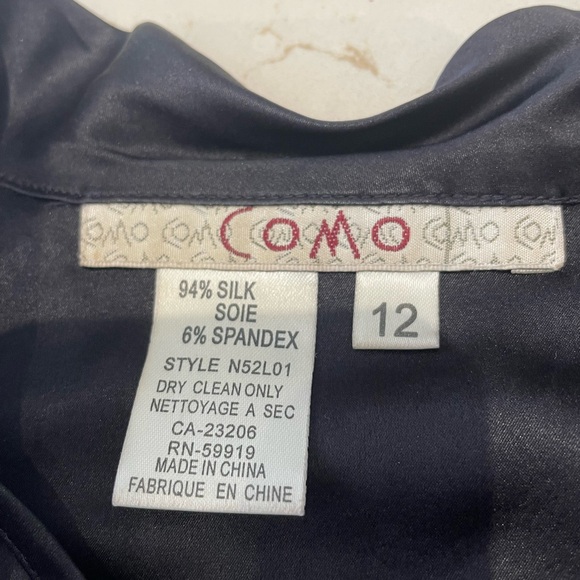 COMO
94% SILK
SOIE
6% SPANDEX
STYLE N52L01
DRY CLEAN ONLY
NETTOYAGE A SEC
CA-23206
RN-59919
MADE IN CHINA
FABRIQUE EN CHINE
12